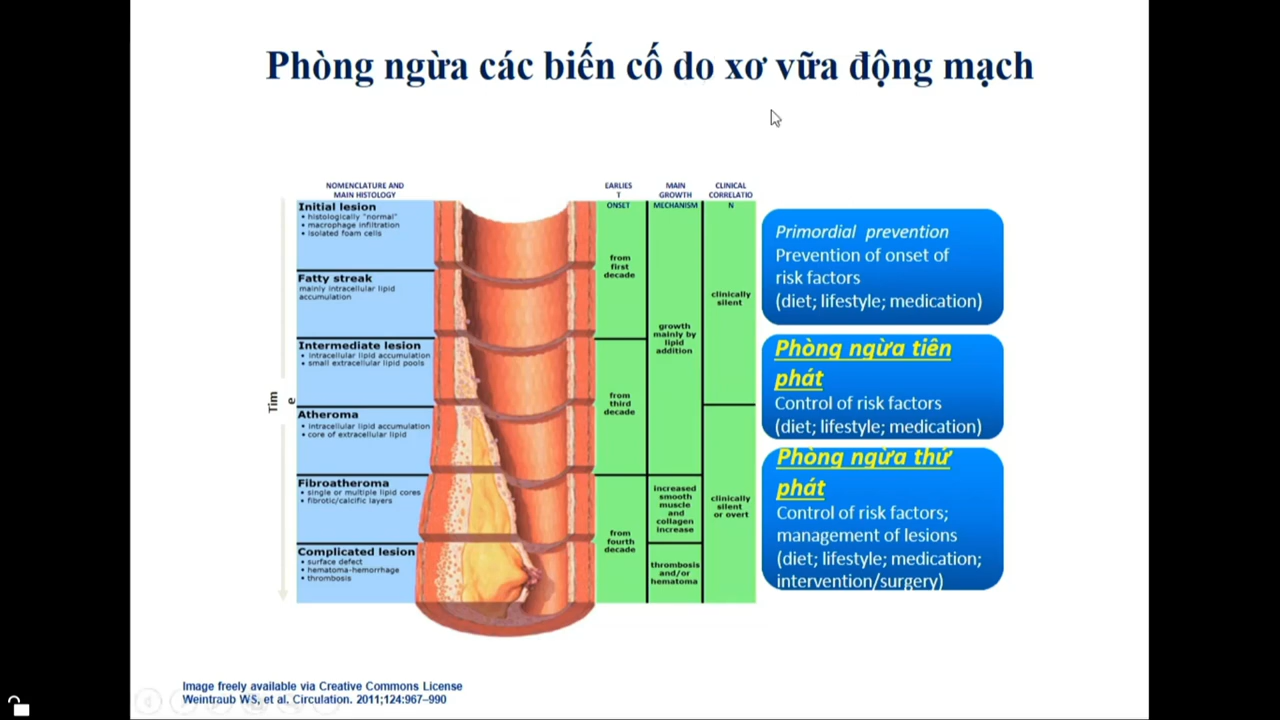 Phòng ngừa các biến cố do xơ vữa động mạch
NOMENCLATURE AND
MAIN HISTOLOGY
EARLIES
T
ONSET
MAIN
GROWTH
MECHANISM
CLINICAL
CORRELATIO
N
Tim
e
Initial lesion
• histologically "normal"
• macrophage infiltration
• isolated foam cells
Fatty streak
mainly intracellular lipid
accumulation
Intermediate lesion
• intracellular lipid accumulation
• small extracellular lipid pools
Atheroma
• intracellular lipid accumulation
• core of extracellular lipid
Fibroatheroma
• single or multiple lipid cores
• fibrotic/calcific layers
Complicated lesion
• surface defect
• hematoma-hemorrhage
• thrombosis
from
first
decade
from
third
decade
from
fourth
decade
growth
mainly by
lipid
addition
increased
smooth
muscle
and
collagen
increase
thrombosis
and/or
hematoma
clinically
silent
clinically
silent
or overt
Primordial prevention
Prevention of onset of
risk factors
(diet; lifestyle; medication)
Phòng ngừa tiên
phát
Control of risk factors
(diet; lifestyle; medication)
Phòng ngừa thứ
phát
Control of risk factors;
management of lesions
(diet; lifestyle; medication;
intervention/surgery)
Image freely available via Creative Commons License
Weintraub WS, et al. Circulation. 2011;124:967–990